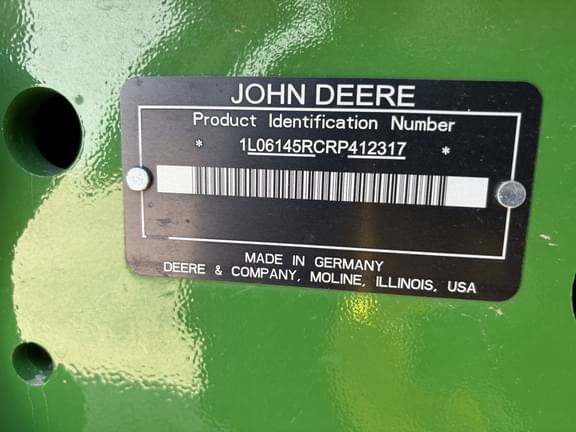 JOHN DEERE
Product Identification Number
* 1L06145RCRP412317 *
MADE IN GERMANY
DEERE & COMPANY, MOLINE, ILLINOIS, USA